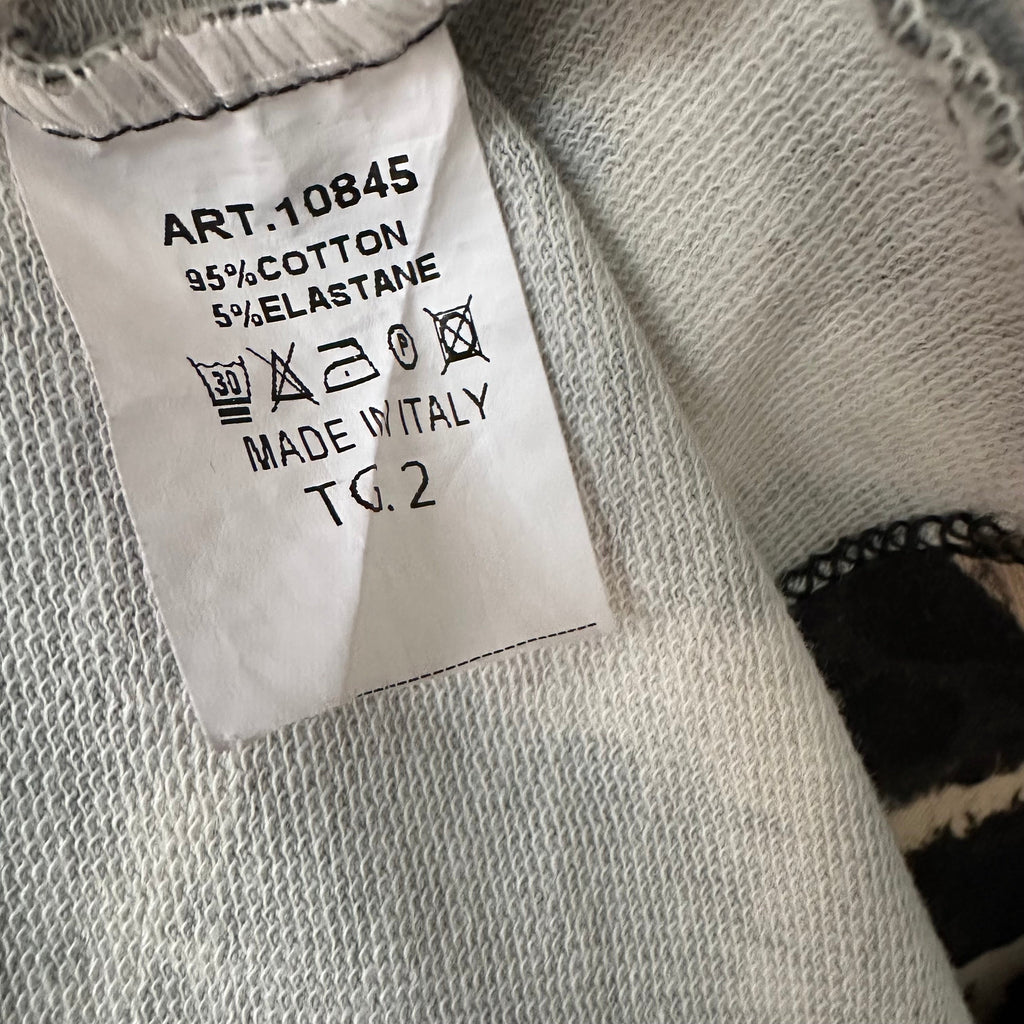 ART.10845
95%COTTON
5%ELASTANE
30 P
MADE IN ITALY
TG.2